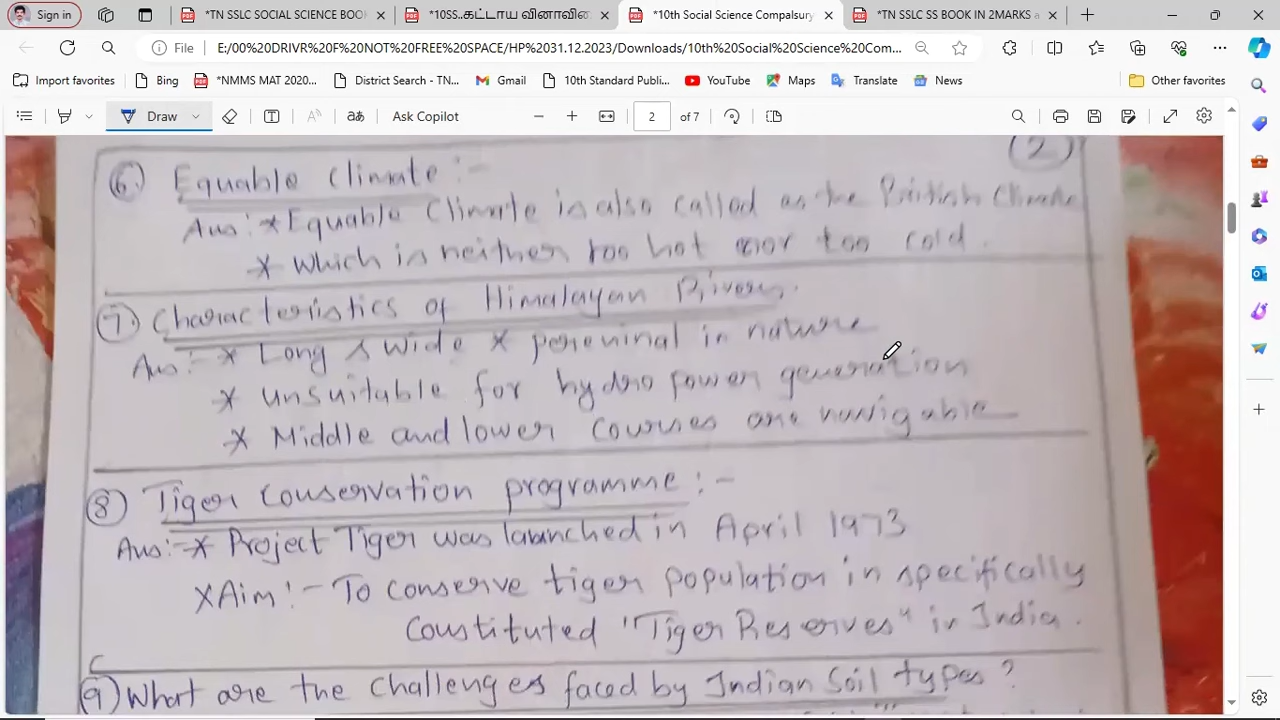 Sign in
*TN SSLC SOCIAL SCIENCE BOO
*10ந.கட்டாய வினாவின
*10th Social Science Compalsury
*TN SSLC SS BOOK IN 2MARKS a
File
E:/00%20DRIVR%20F%20NOT%20FREE%20SPACE/HP%2031.12.2023/Downloads/10th%20Social%20Science%20Com...
Import favorites
Bing
*NMMS MAT 2020...
District Search - TN...
Gmail
10th Standard Publi...
YouTube
Maps
Translate
News
Other favorites
Draw
aあ
Ask Copilot
2 of 7
(2)
6) Equable Climate :-
Ans: * Equable Climate is also called as the British Climate
* Which is neither too hot nor too cold.
7) Characteristics of Himalayan Rivers.
Ans:- * Long & wide * pereninal in nature
* Unsuitable for hydro power generation
* Middle and lower courses are navigable
8) Tiger Conservation programme :-
Ans:- * Project Tiger was launched in April 1973
* Aim :- To conserve tiger population in specifically
Constituted "Tiger Reserves" in India.
9) What are the challenges faced by Indian Soil types?